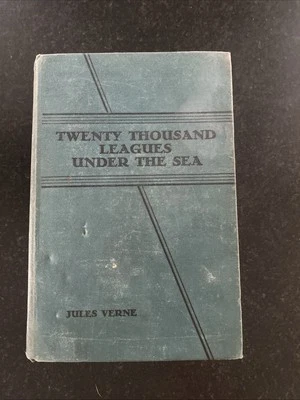 TWENTY THOUSAND
LEAGUES
UNDER THE SEA
JULES VERNE